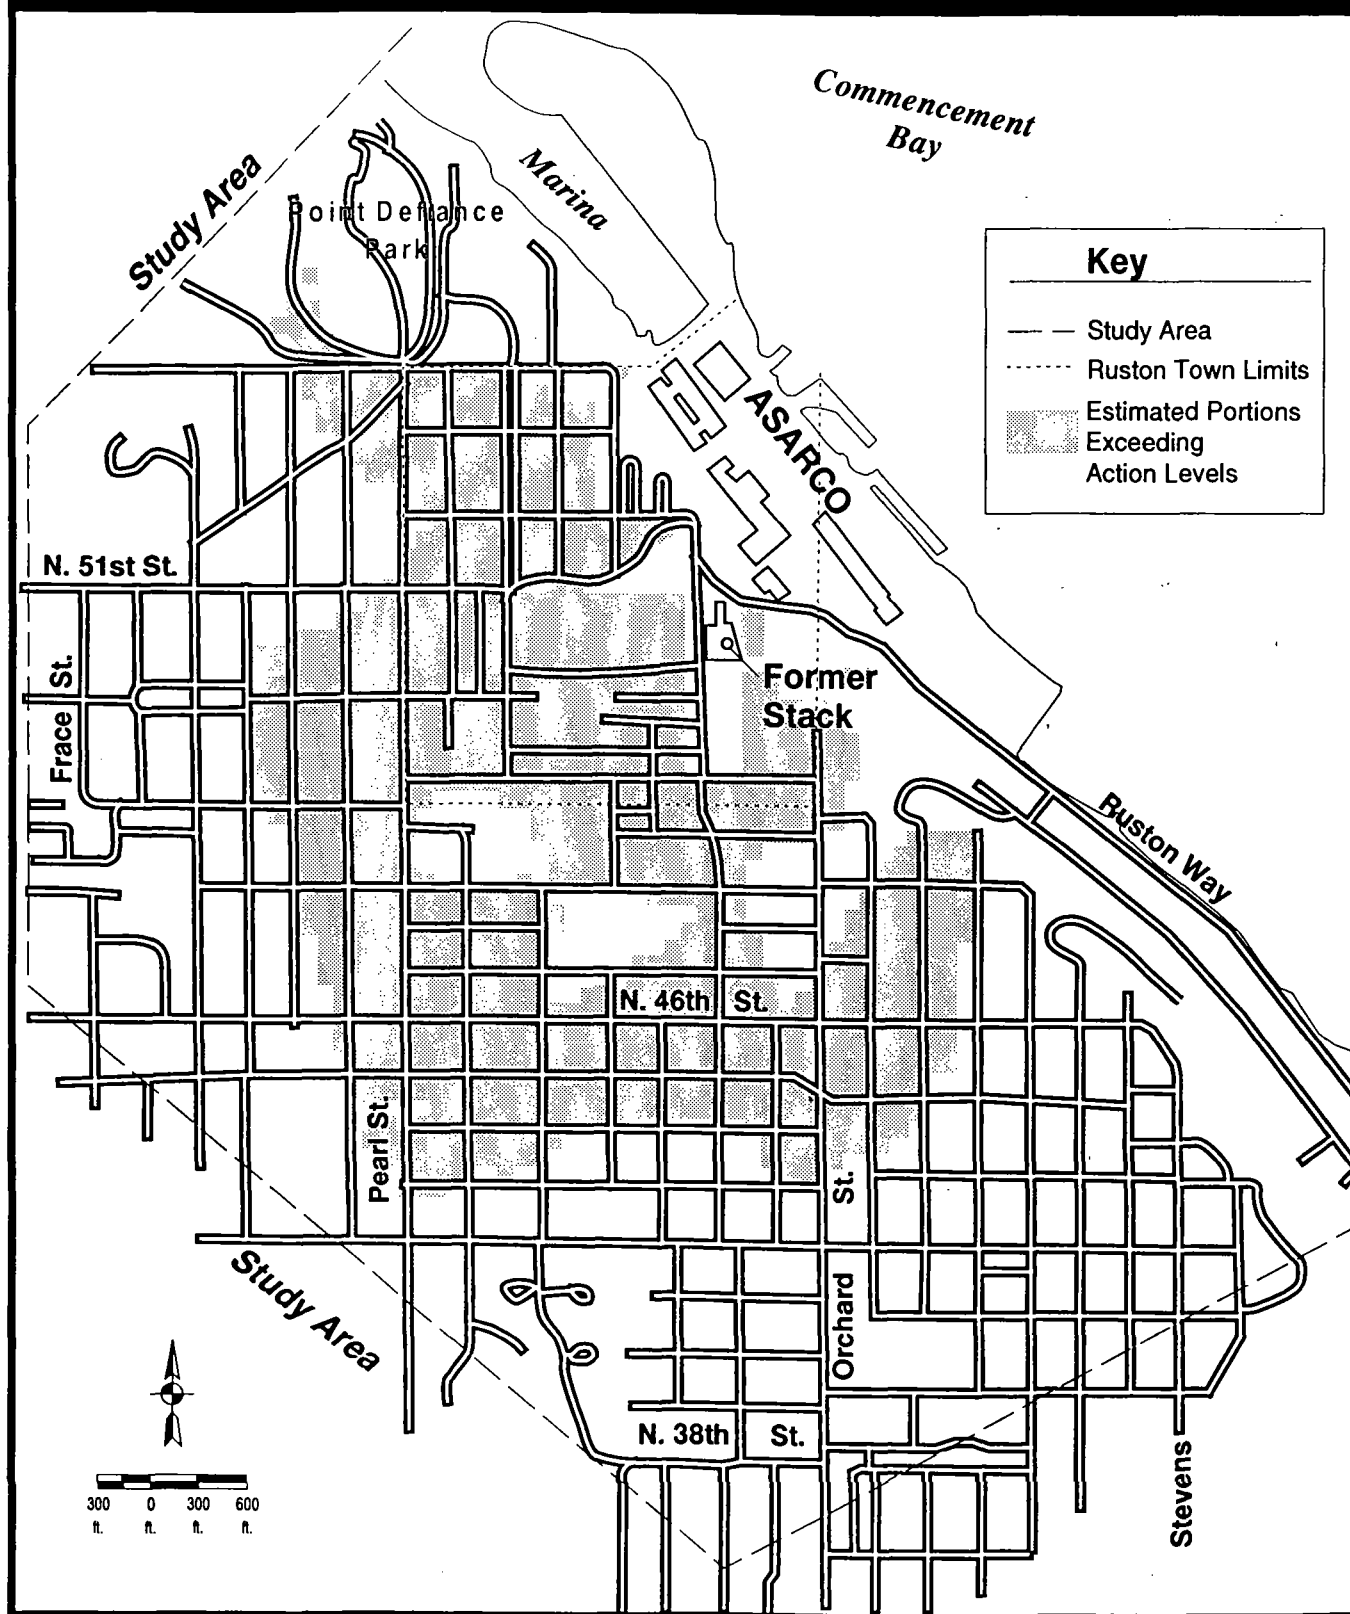 Commencement
Bay
Marina
Study Area
Point Defiance
Park
Key
Study Area
Ruston Town Limits
Estimated Portions
Exceeding
Action Levels
ASARCO
N. 51st St.
Frace St.
Former
Stack
Ruston Way
N. 46th St.
Pearl St.
Orchard St.
Study Area
N. 38th St.
Stevens
300 0 300 600
ft. ft. ft. ft.